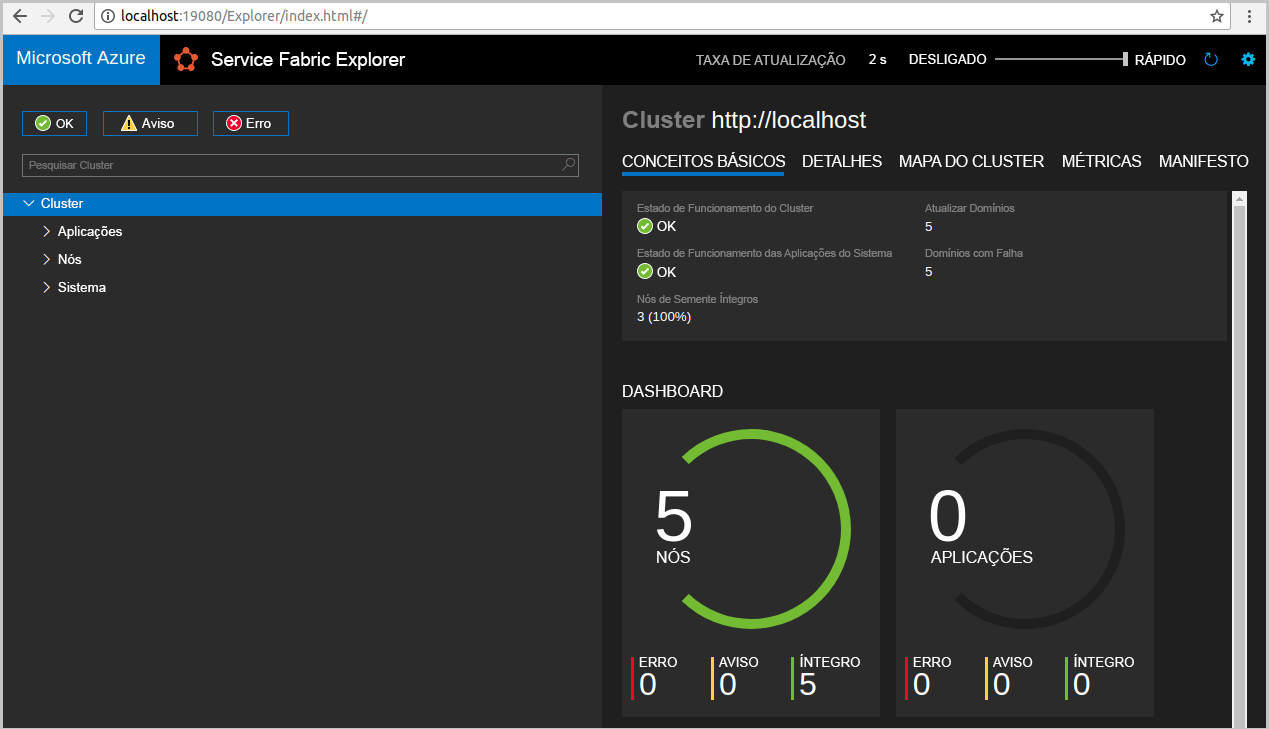 localhost:19080/Explorer/index.html#/
Microsoft Azure
Service Fabric Explorer
TAXA DE ATUALIZAÇÃO 2 s DESLIGADO RÁPIDO
OK Aviso Erro
Pesquisar Cluster
Cluster
Aplicações
Nós
Sistema
Cluster http://localhost
CONCEITOS BÁSICOS DETALHES MAPA DO CLUSTER MÉTRICAS MANIFESTO
Estado de Funcionamento do Cluster Atualizar Domínios
OK 5
Estado de Funcionamento das Aplicações do Sistema Domínios com Falha
OK 5
Nós de Semente Íntegros
3 (100%)
DASHBOARD
5
NÓS
ERRO AVISO ÍNTEGRO
0 0 5
0
APLICAÇÕES
ERRO AVISO ÍNTEGRO
0 0 0